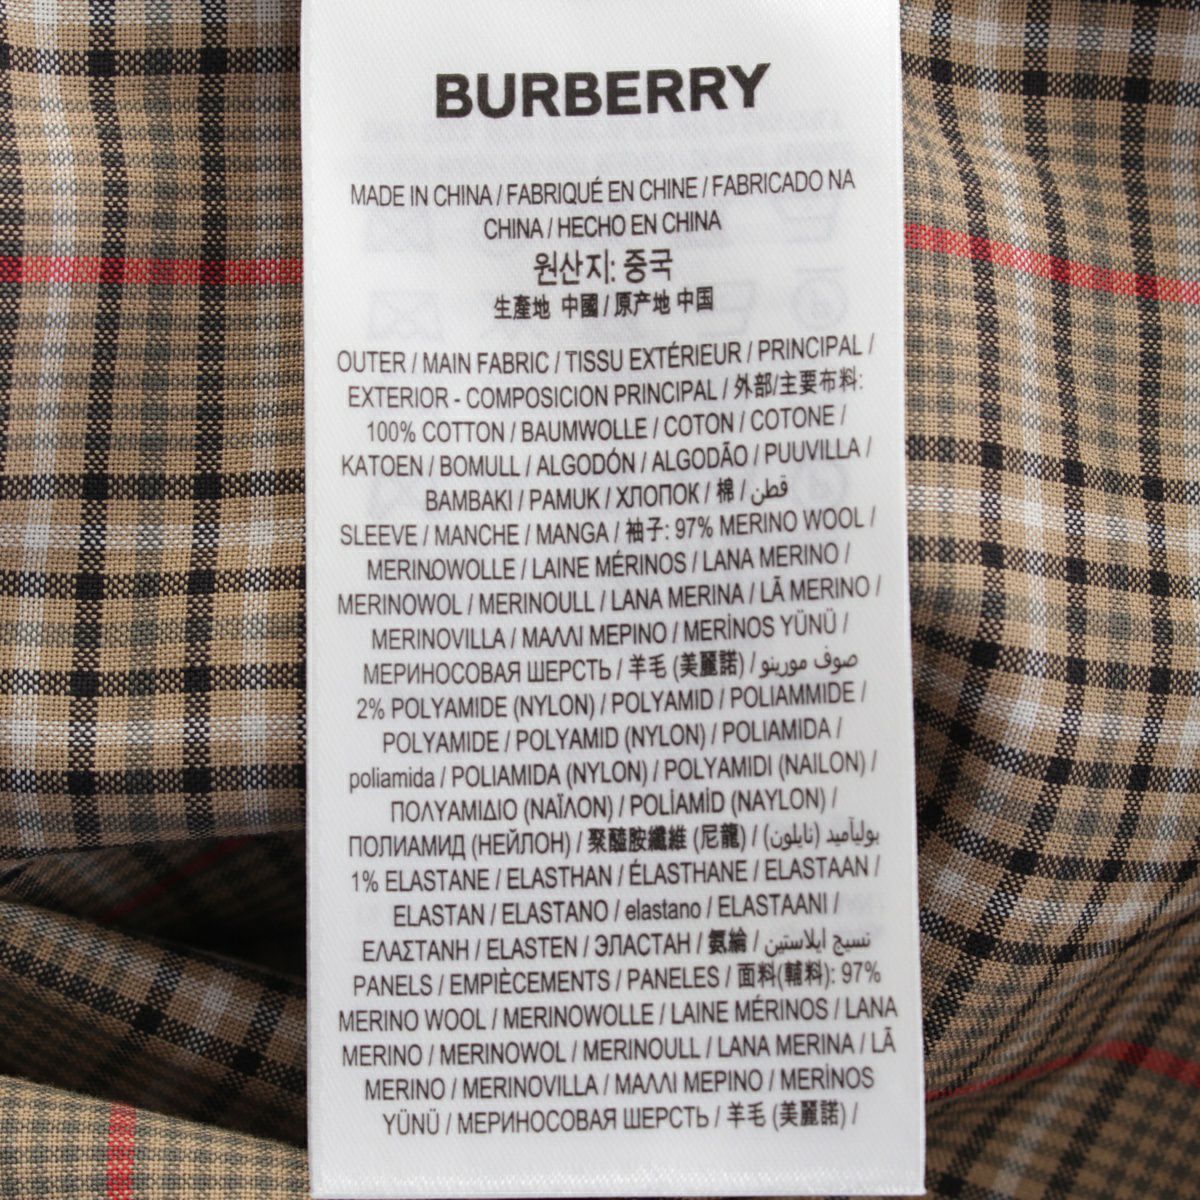 BURBERRY
MADE IN CHINA / FABRIQUÉ EN CHINE / FABRICADO NA
CHINA / HECHO EN CHINA
원산지: 중국
生產地 中國 / 原产地 中国
OUTER / MAIN FABRIC / TISSU EXTÉRIEUR / PRINCIPAL /
EXTERIOR - COMPOSICION PRINCIPAL / 外部/主要布料:
100% COTTON / BAUMWOLLE / COTON / COTONE /
KATOEN / BOMULL / ALGODÓN / ALGODÃO / PUUVILLA /
BAMBAKI / PAMUK / ХЛОПОК / 棉 / قطن
SLEEVE / MANCHE / MANGA / 袖子: 97% MERINO WOOL /
MERINOWOLLE / LAINE MÉRINOS / LANA MERINO /
MERINOWOL / MERINOULL / LANA MERINA / LÃ MERINO /
MERINOVILLA / ΜΑΛΛΙ ΜΕΡΙΝΟ / MERİNOS YÜNÜ /
МЕРИНОСОВАЯ ШЕРСТЬ / 羊毛 (美麗諾) / صوف مورينو
2% POLYAMIDE (NYLON) / POLYAMID / POLIAMMIDE /
POLYAMIDE / POLYAMID (NYLON) / POLIAMIDA /
poliamida / POLIAMIDA (NYLON) / POLYAMIDI (NAILON) /
ΠΟΛΥΑΜΙΔΙΟ (ΝΑΪΛΟΝ) / POLİAMİD (NAYLON) /
ПОЛИАМИД (НЕЙЛОН) / 聚醯胺纖維 (尼龍) / بوليآميد (نايلون)
1% ELASTANE / ELASTHAN / ÉLASTHANE / ELASTAAN /
ELASTAN / ELASTANO / elastano / ELASTAANI /
ΕΛΑΣΤΑΝΗ / ELASTEN / ЭЛАСТАН / 氨綸 / نسيج ايلاستين
PANELS / EMPIÈCEMENTS / PANELES / 面料(輔料): 97%
MERINO WOOL / MERINOWOLLE / LAINE MÉRINOS / LANA
MERINO / MERINOWOL / MERINOULL / LANA MERINA / LÃ
MERINO / MERINOVILLA / ΜΑΛΛΙ ΜΕΡΙΝΟ / MERİNOS
YÜNÜ / МЕРИНОСОВАЯ ШЕРСТЬ / 羊毛 (美麗諾) /